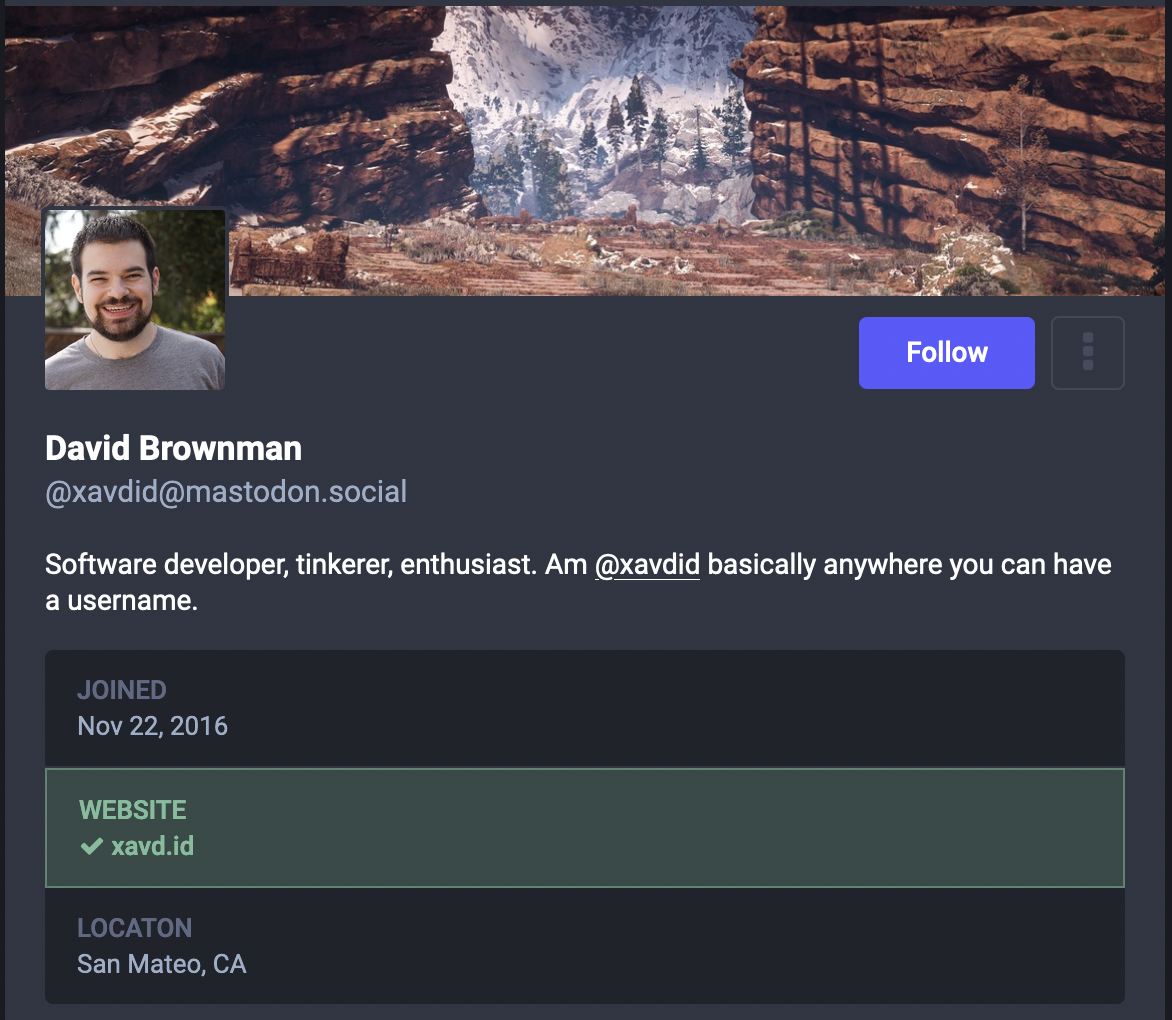 Follow
David Brownman
@xavdid@mastodon.social
Software developer, tinkerer, enthusiast. Am @xavdid basically anywhere you can have
a username.
JOINED
Nov 22, 2016
WEBSITE
✔ xavd.id
LOCATON
San Mateo, CA